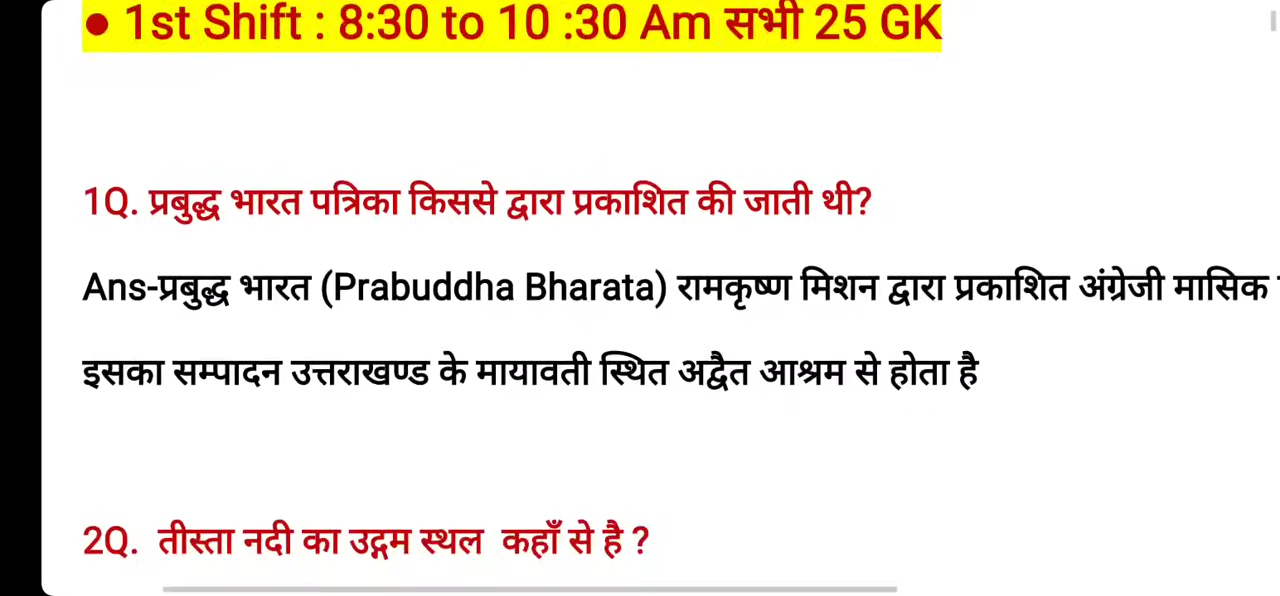 ● 1st Shift : 8:30 to 10 :30 Am सभी 25 GK
1Q. प्रबुद्ध भारत पत्रिका किससे द्वारा प्रकाशित की जाती थी?
Ans-प्रबुद्ध भारत (Prabuddha Bharata) रामकृष्ण मिशन द्वारा प्रकाशित अंग्रेजी मासिक
इसका सम्पादन उत्तराखण्ड के मायावती स्थित अद्वैत आश्रम से होता है
2Q. तीस्ता नदी का उद्गम स्थल कहाँ से है ?